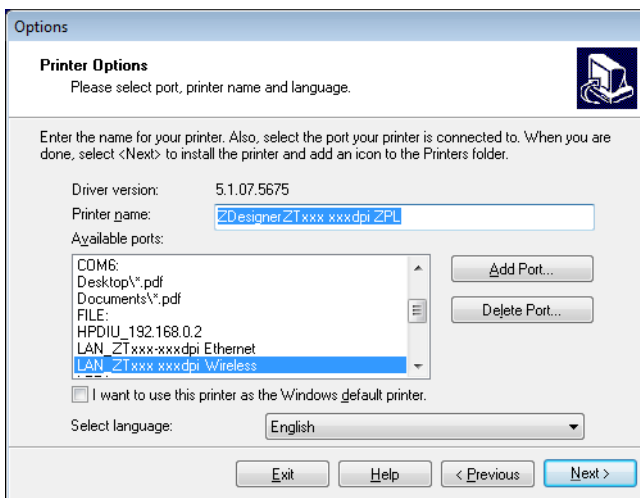 Options
Printer Options
Please select port, printer name and language.
Enter the name for your printer. Also, select the port your printer is connected to. When you are
done, select <Next> to install the printer and add an icon to the Printers folder.
Driver version: 5.1.07.5675
Printer name: ZDesignerZTxxx xxxdpi ZPL
Available ports:
COM6:
Desktop\*.pdf
Documents\*.pdf
FILE:
HPDIU_192.168.0.2
LAN_ZTxxx-xxxdpi Ethernet
LAN_ZTxxx xxxdpi Wireless
Add Port...
Delete Port...
I want to use this printer as the Windows default printer.
Select language: English
Exit Help < Previous Next >